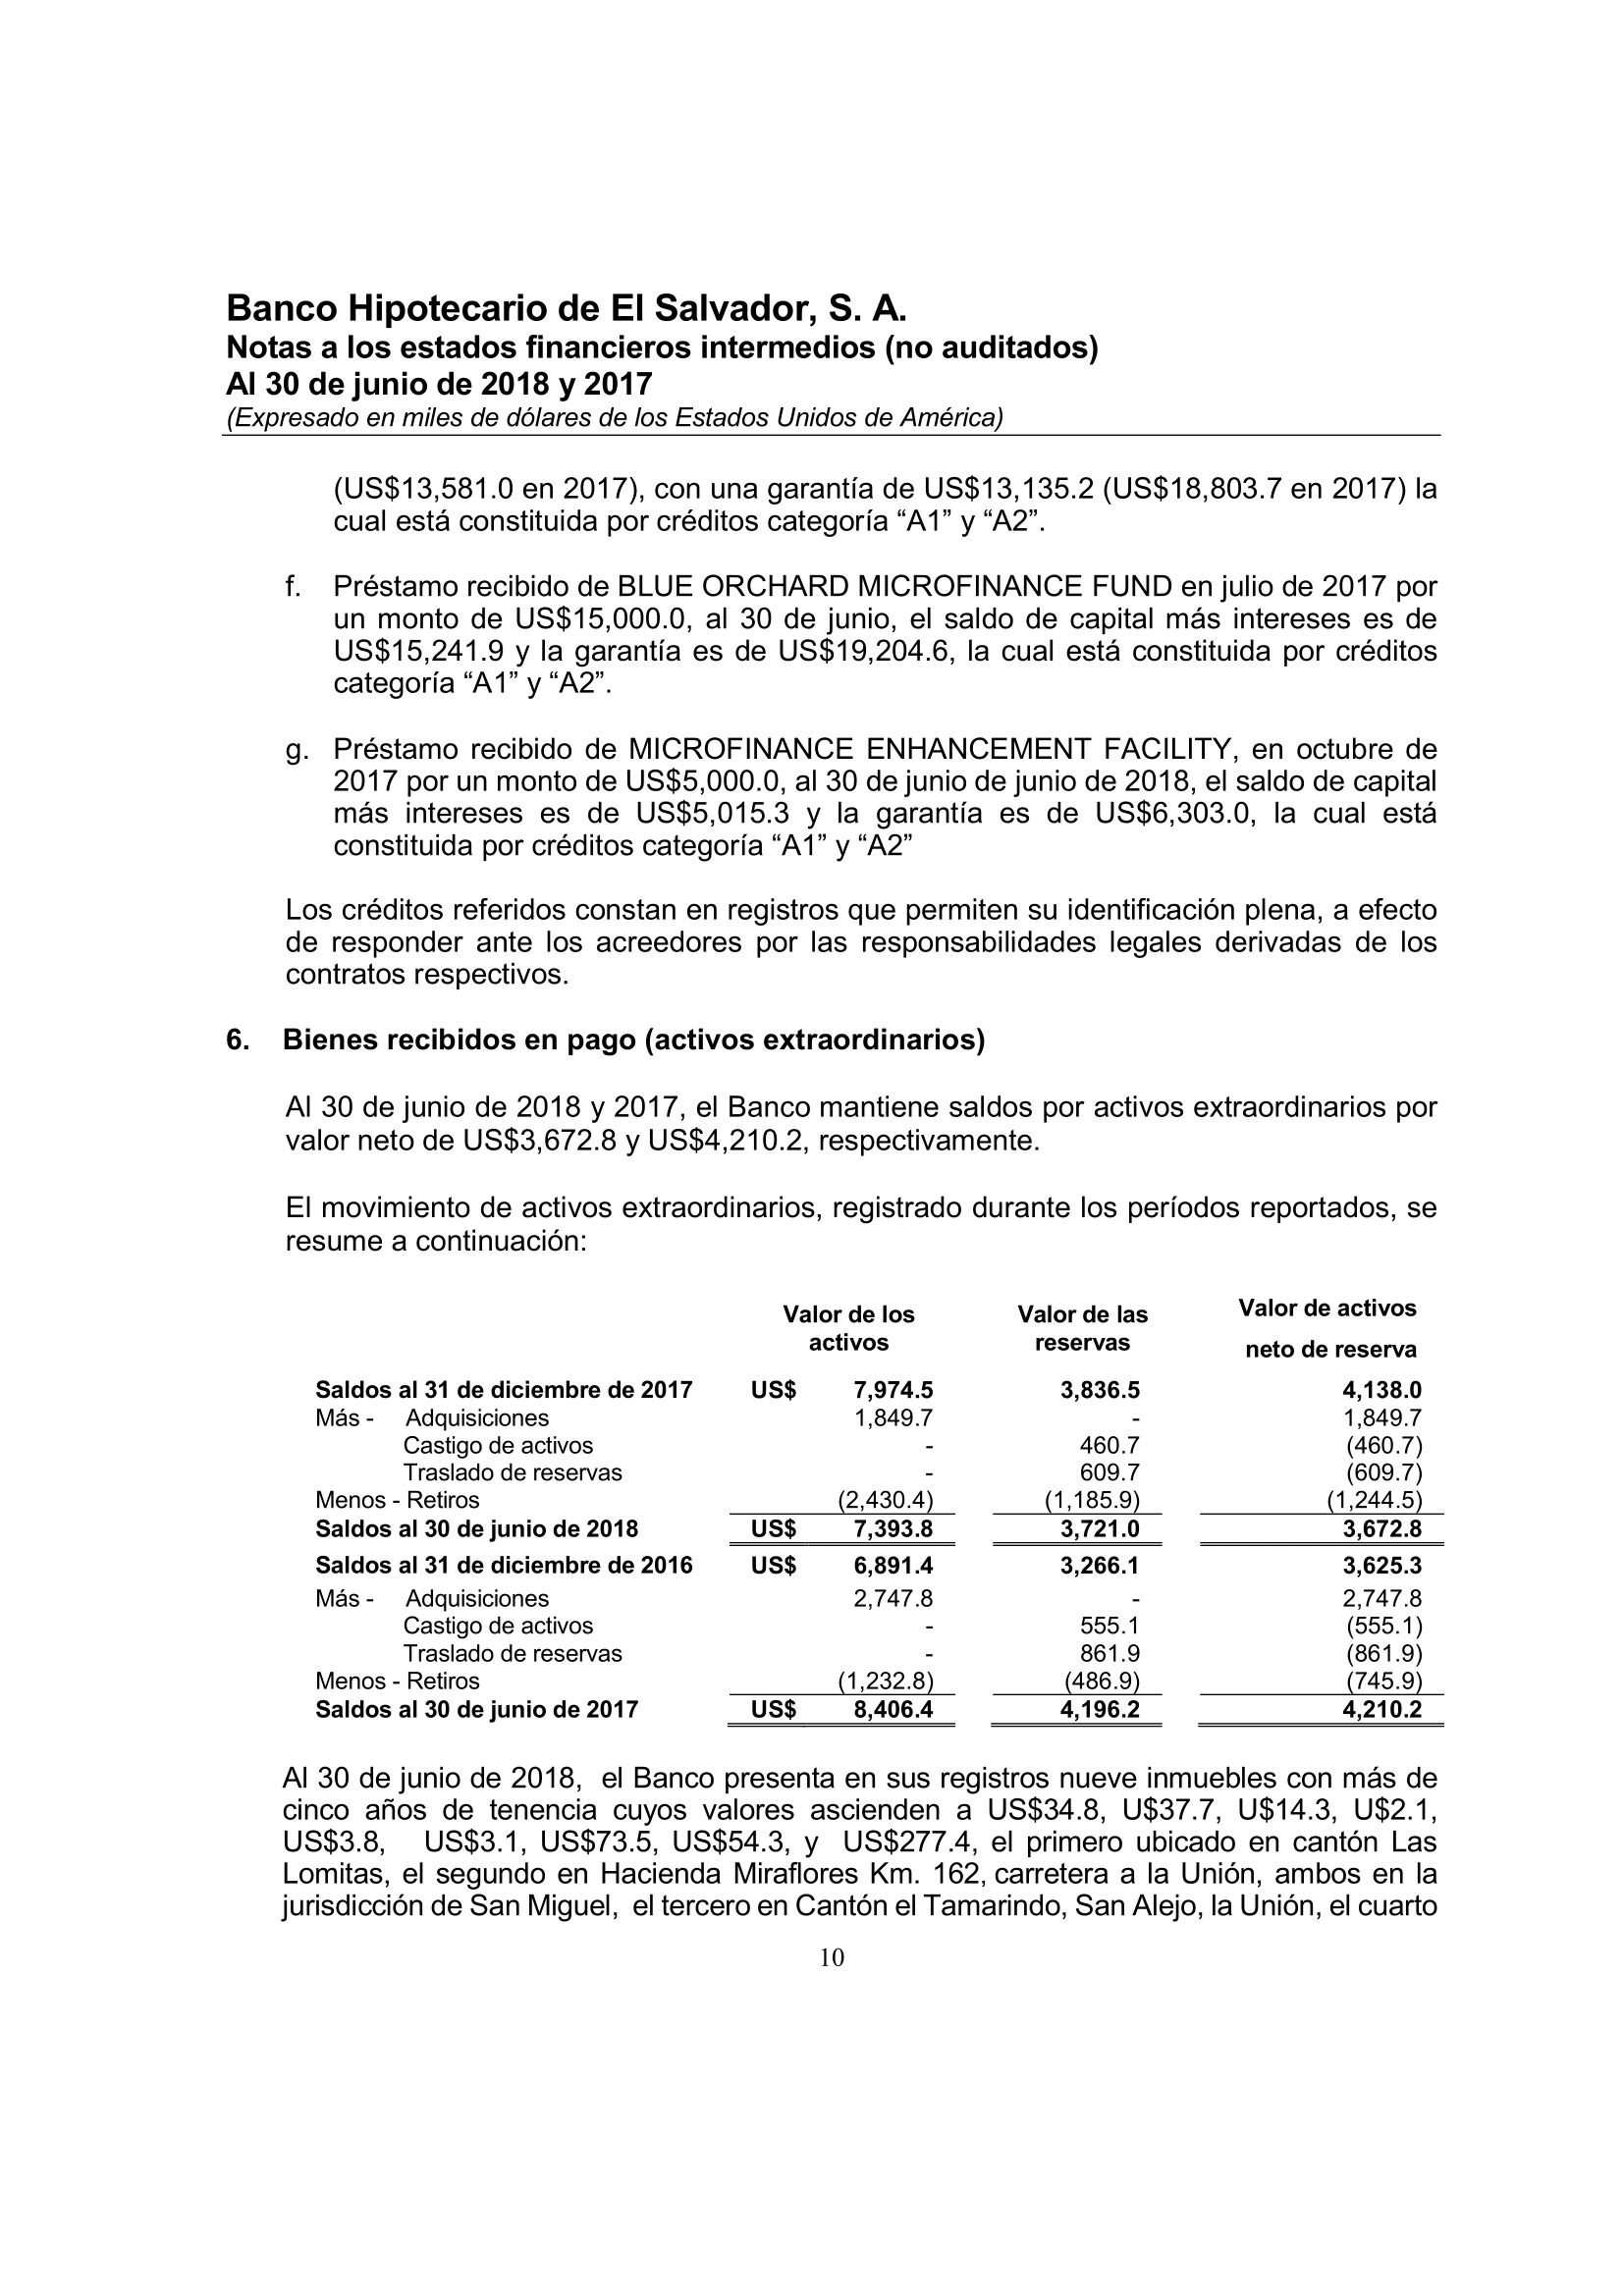 Banco Hipotecario de El Salvador, S. A.
Notas a los estados financieros intermedios (no auditados)
Al 30 de junio de 2018 y 2017
(Expresado en miles de dólares de los Estados Unidos de América)
(US$13,581.0 en 2017), con una garantía de US$13,135.2 (US$18,803.7 en 2017) la
cual está constituida por créditos categoría “A1” y “A2”.
f. Préstamo recibido de BLUE ORCHARD MICROFINANCE FUND en julio de 2017 por
un monto de US$15,000.0, al 30 de junio, el saldo de capital más intereses es de
US$15,241.9 y la garantía es de US$19,204.6, la cual está constituida por créditos
categoría “A1” y “A2”.
g. Préstamo recibido de MICROFINANCE ENHANCEMENT FACILITY, en octubre de
2017 por un monto de US$5,000.0, al 30 de junio de junio de 2018, el saldo de capital
más intereses es de US$5,015.3 y la garantía es de US$6,303.0, la cual está
constituida por créditos categoría “A1” y “A2”
Los créditos referidos constan en registros que permiten su identificación plena, a efecto
de responder ante los acreedores por las responsabilidades legales derivadas de los
contratos respectivos.
6. Bienes recibidos en pago (activos extraordinarios)
Al 30 de junio de 2018 y 2017, el Banco mantiene saldos por activos extraordinarios por
valor neto de US$3,672.8 y US$4,210.2, respectivamente.
El movimiento de activos extraordinarios, registrado durante los períodos reportados, se
resume a continuación:
Valor de los Valor de las Valor de activos
activos reservas neto de reserva
Saldos al 31 de diciembre de 2017 US$ 7,974.5 3,836.5 4,138.0
Más - Adquisiciones 1,849.7 - 1,849.7
Castigo de activos - 460.7 (460.7)
Traslado de reservas - 609.7 (609.7)
Menos - Retiros (2,430.4) (1,185.9) (1,244.5)
Saldos al 30 de junio de 2018 US$ 7,393.8 3,721.0 3,672.8
Saldos al 31 de diciembre de 2016 US$ 6,891.4 3,266.1 3,625.3
Más - Adquisiciones 2,747.8 - 2,747.8
Castigo de activos - 555.1 (555.1)
Traslado de reservas - 861.9 (861.9)
Menos - Retiros (1,232.8) (486.9) (745.9)
Saldos al 30 de junio de 2017 US$ 8,406.4 4,196.2 4,210.2
Al 30 de junio de 2018, el Banco presenta en sus registros nueve inmuebles con más de
cinco años de tenencia cuyos valores ascienden a US$34.8, U$37.7, U$14.3, U$2.1,
US$3.8, US$3.1, US$73.5, US$54.3, y US$277.4, el primero ubicado en cantón Las
Lomitas, el segundo en Hacienda Miraflores Km. 162, carretera a la Unión, ambos en la
jurisdicción de San Miguel, el tercero en Cantón el Tamarindo, San Alejo, la Unión, el cuarto
10